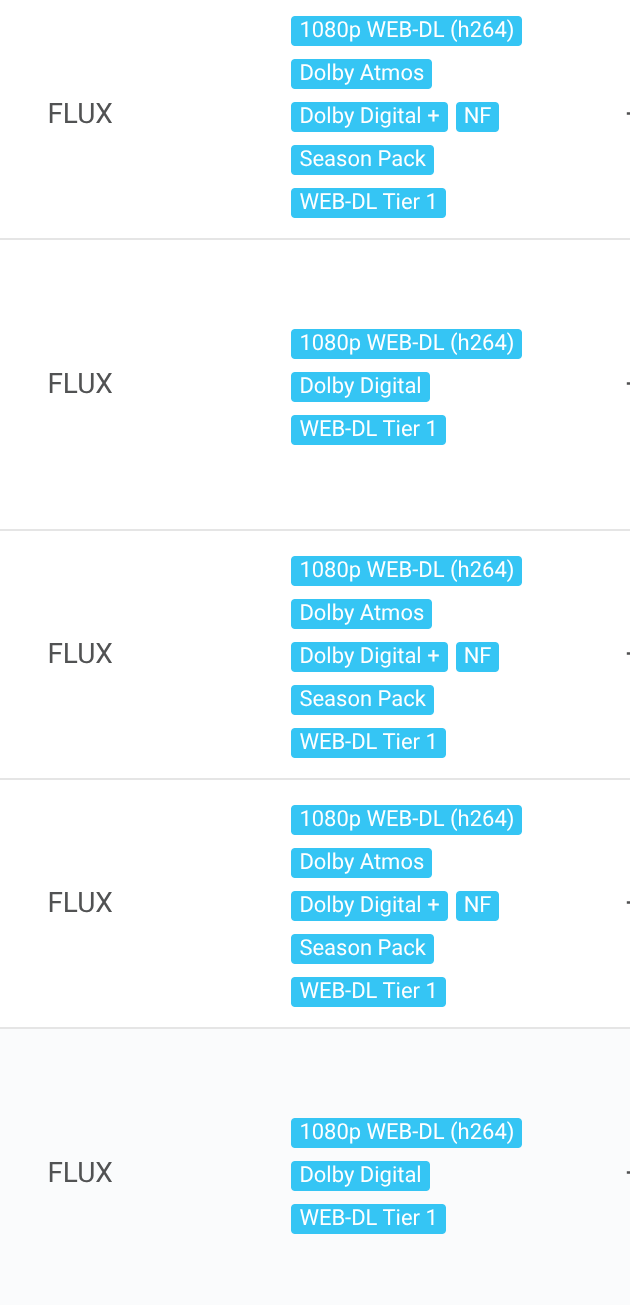 1080p WEB-DL (h264)
Dolby Atmos
FLUX
Dolby Digital + NF
Season Pack
WEB-DL Tier 1
1080p WEB-DL (h264)
FLUX
Dolby Digital
WEB-DL Tier 1
1080p WEB-DL (h264)
Dolby Atmos
FLUX
Dolby Digital + NF
Season Pack
WEB-DL Tier 1
1080p WEB-DL (h264)
Dolby Atmos
FLUX
Dolby Digital + NF
Season Pack
WEB-DL Tier 1
1080p WEB-DL (h264)
FLUX
Dolby Digital
WEB-DL Tier 1